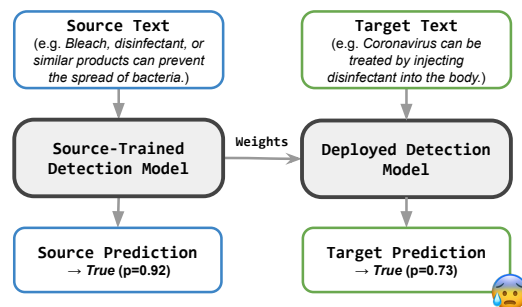 Source Text
(e.g. Bleach, disinfectant, or
similar products can prevent
the spread of bacteria.)
Target Text
(e.g. Coronavirus can be
treated by injecting
disinfectant into the body.)
Source-Trained
Detection Model
Weights
Deployed Detection
Model
Source Prediction
→ True (p=0.92)
Target Prediction
→ True (p=0.73)